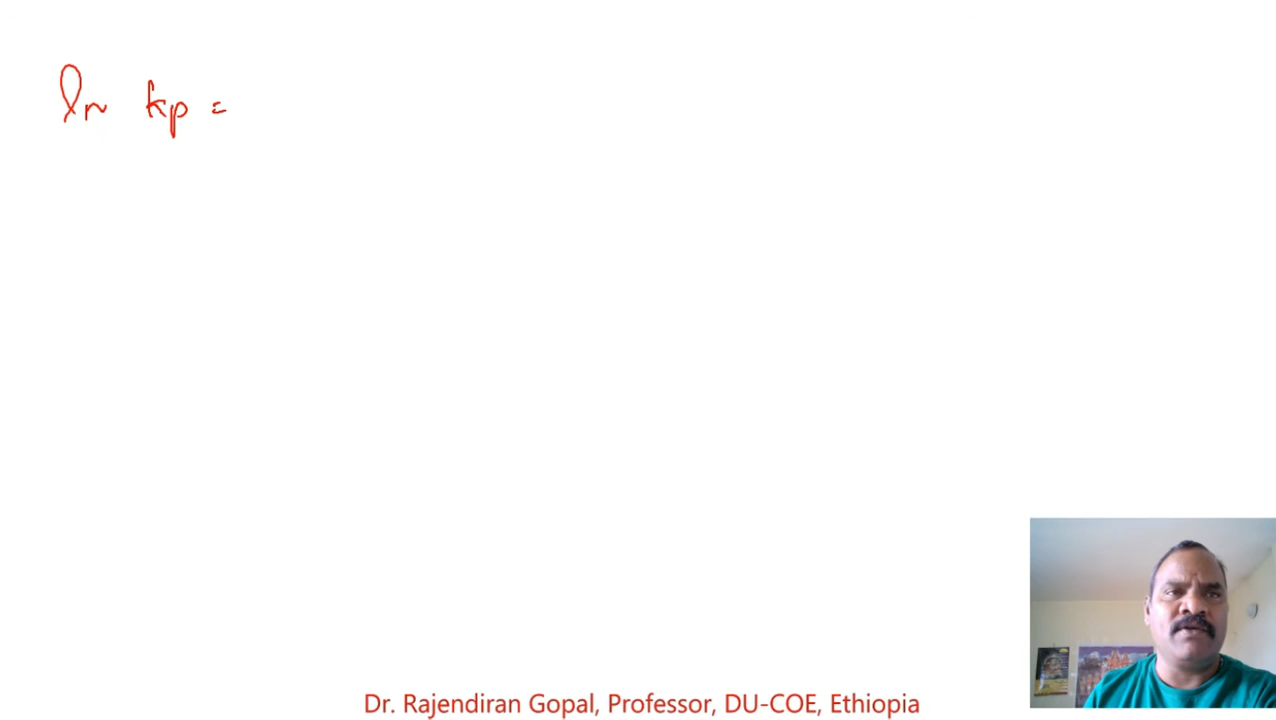 ln kp =
Dr. Rajendiran Gopal, Professor, DU-COE, Ethiopia